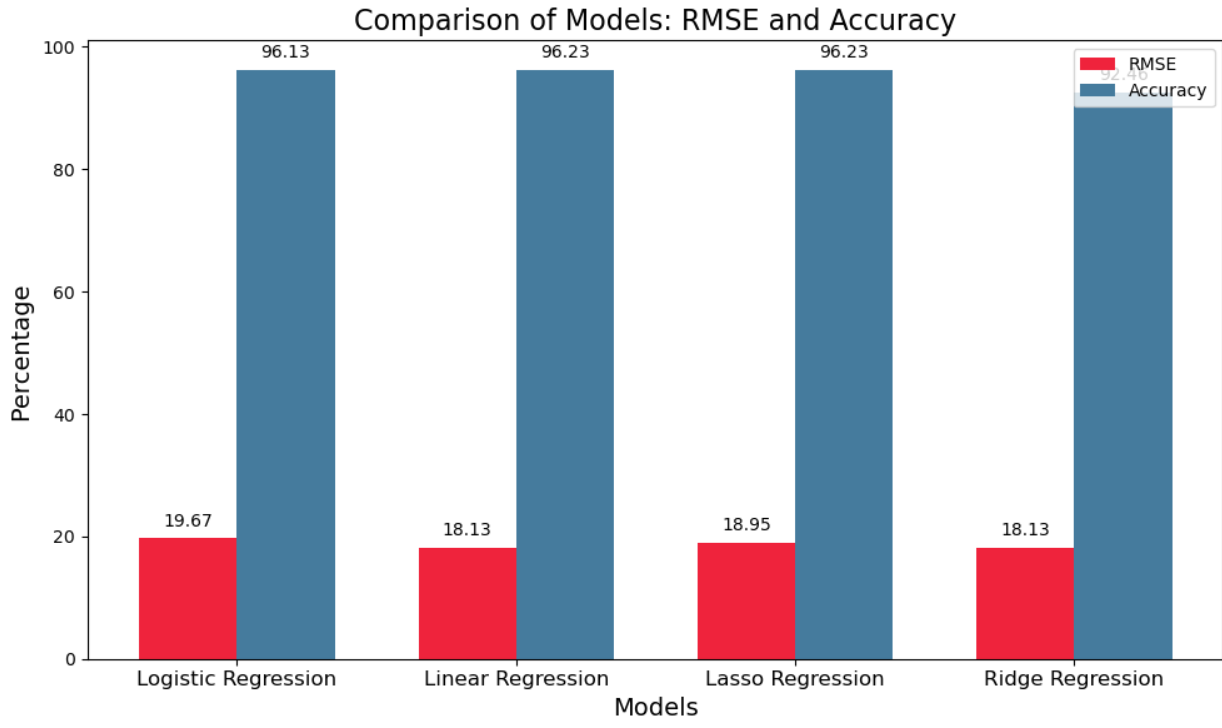 Comparison of Models: RMSE and Accuracy
100
80
60
40
20
0
Percentage
96.13
96.23
96.23
92.46
RMSE
Accuracy
19.67
18.13
18.95
18.13
Logistic Regression
Linear Regression
Lasso Regression
Ridge Regression
Models